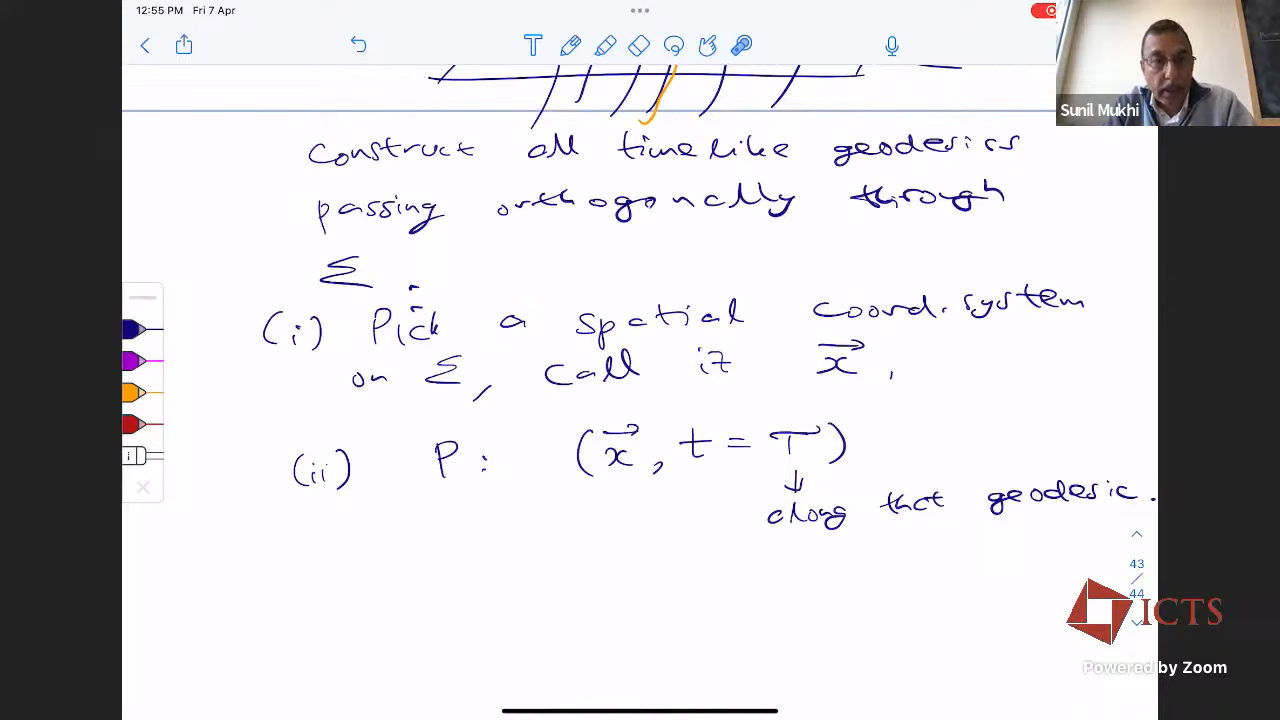 12:55 PM Fri 7 Apr
T
Sunil Mukhi
Construct all timelike geodesics
passing orthogonally through
Σ :
(i) Pick a spatial coord. system
on Σ, call it x⃗,
(ii) P: (x⃗, t = τ)
↓
along that geodesic.
43
/
44
ICTS
Powered by Zoom